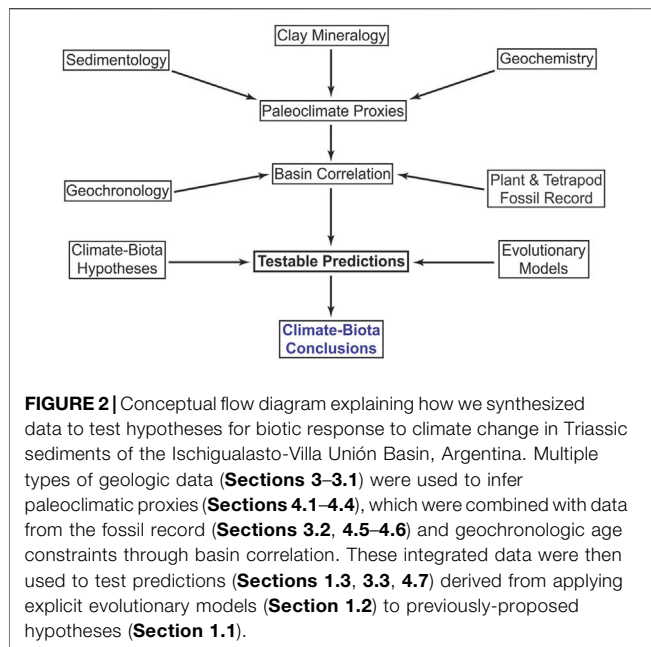 Clay Mineralogy
Sedimentology
Geochemistry
Paleoclimate Proxies
Basin Correlation
Geochronology
Plant & Tetrapod
Fossil Record
Climate-Biota
Hypotheses
Testable Predictions
Evolutionary
Models
Climate-Biota
Conclusions
FIGURE 2 | Conceptual flow diagram explaining how we synthesized
data to test hypotheses for biotic response to climate change in Triassic
sediments of the Ischigualasto-Villa Unión Basin, Argentina. Multiple
types of geologic data (Sections 3–3.1) were used to infer
paleoclimatic proxies (Sections 4.1–4.4), which were combined with data
from the fossil record (Sections 3.2, 4.5–4.6) and geochronologic age
constraints through basin correlation. These integrated data were then
used to test predictions (Sections 1.3, 3.3, 4.7) derived from applying
explicit evolutionary models (Section 1.2) to previously-proposed
hypotheses (Section 1.1).